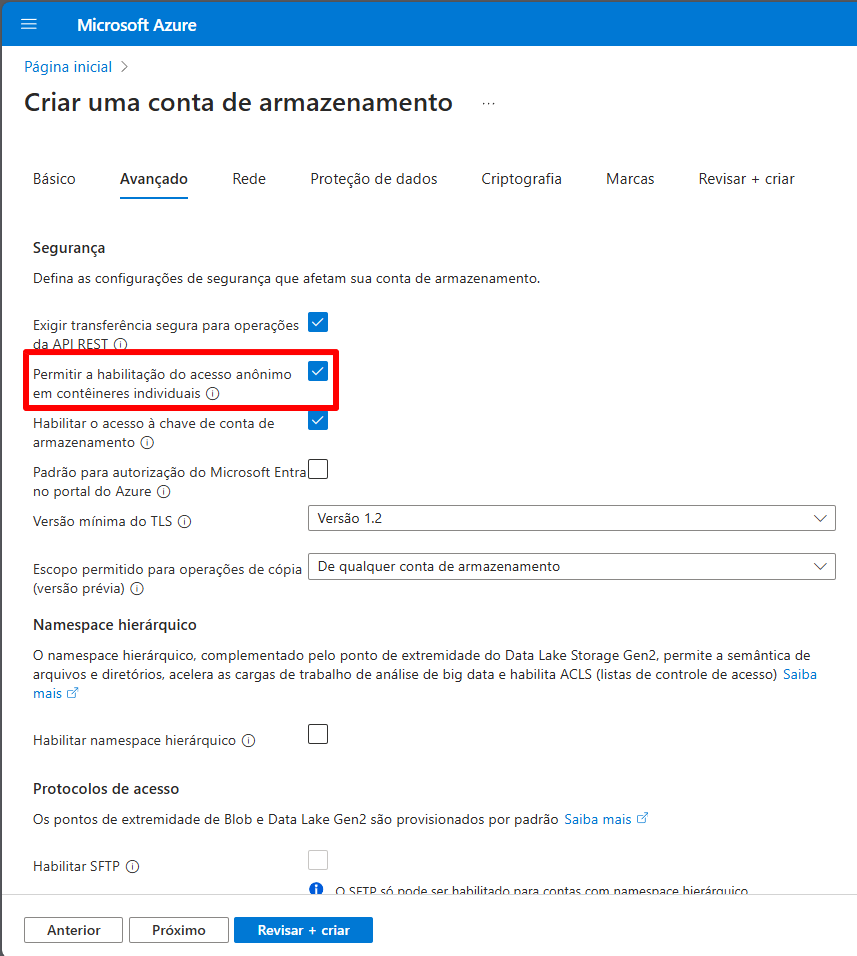 Microsoft Azure
Página inicial
Criar uma conta de armazenamento ...
Básico Avançado Rede Proteção de dados Criptografia Marcas Revisar + criar
Segurança
Defina as configurações de segurança que afetam sua conta de armazenamento.
Exigir transferência segura para operações
da API REST
Permitir a habilitação do acesso anônimo
em contêineres individuais
Habilitar o acesso à chave de conta de
armazenamento
Padrão para autorização do Microsoft Entra
no portal do Azure
Versão mínima do TLS
Versão 1.2
Escopo permitido para operações de cópia
(versão prévia)
De qualquer conta de armazenamento
Namespace hierárquico
O namespace hierárquico, complementado pelo ponto de extremidade do Data Lake Storage Gen2, permite a semântica de
arquivos e diretórios, acelera as cargas de trabalho de análise de big data e habilita ACLS (listas de controle de acesso) Saiba
mais
Habilitar namespace hierárquico
Protocolos de acesso
Os pontos de extremidade de Blob e Data Lake Gen2 são provisionados por padrão Saiba mais
Habilitar SFTP
O SFTP só pode ser habilitado para contas com namespace hierárquico
Anterior Próximo Revisar + criar